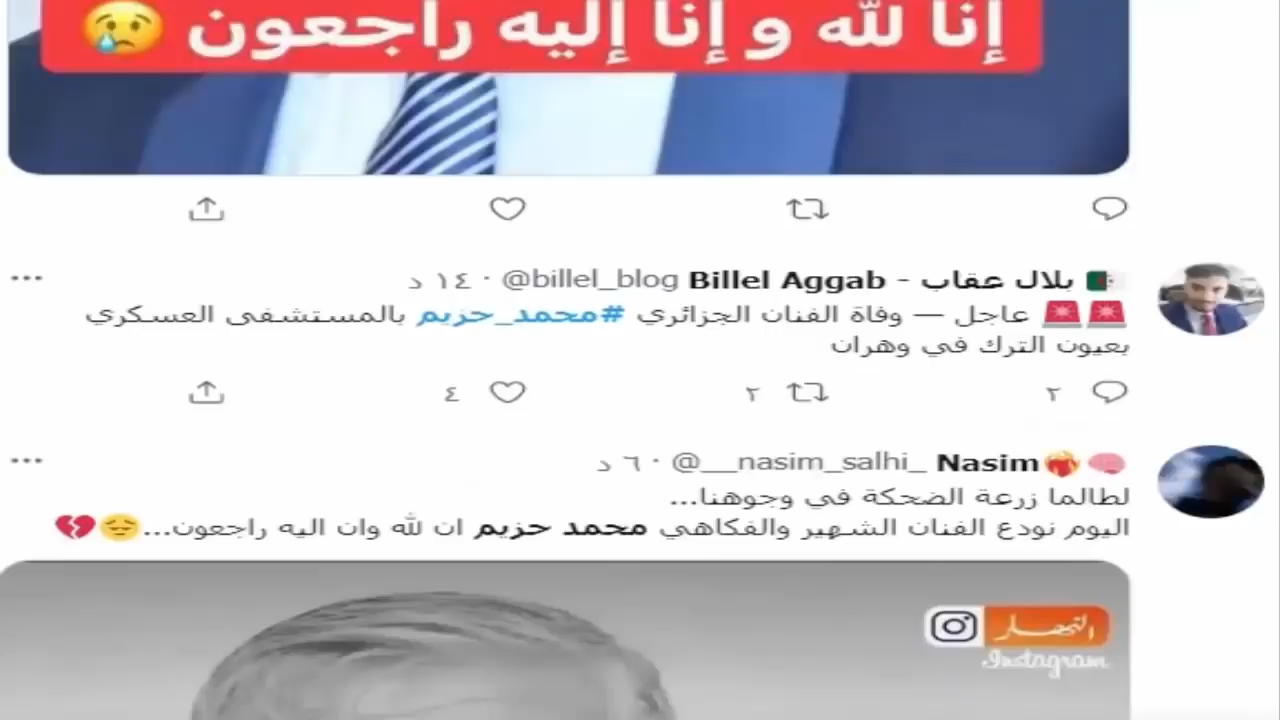 إنا لله و إنا إليه راجعون 😢
🇩🇿 بلال عقاب - Billel Aggab @billel_blog · ١٤ د
🚨🚨 عاجل — وفاة الفنان الجزائري #محمد_حزيم بالمستشفى العسكري
بعيون الترك في وهران
٢ ٢ ٤
🧠❤️‍🔥Nasim @__nasim_salhi_ · ٦ د
لطالما زرعة الضحكة في وجوهنا...
اليوم نودع الفنان الشهير والفكاهي محمد حزيم ان لله وان اليه راجعون...😔💔
النهار
Instagram